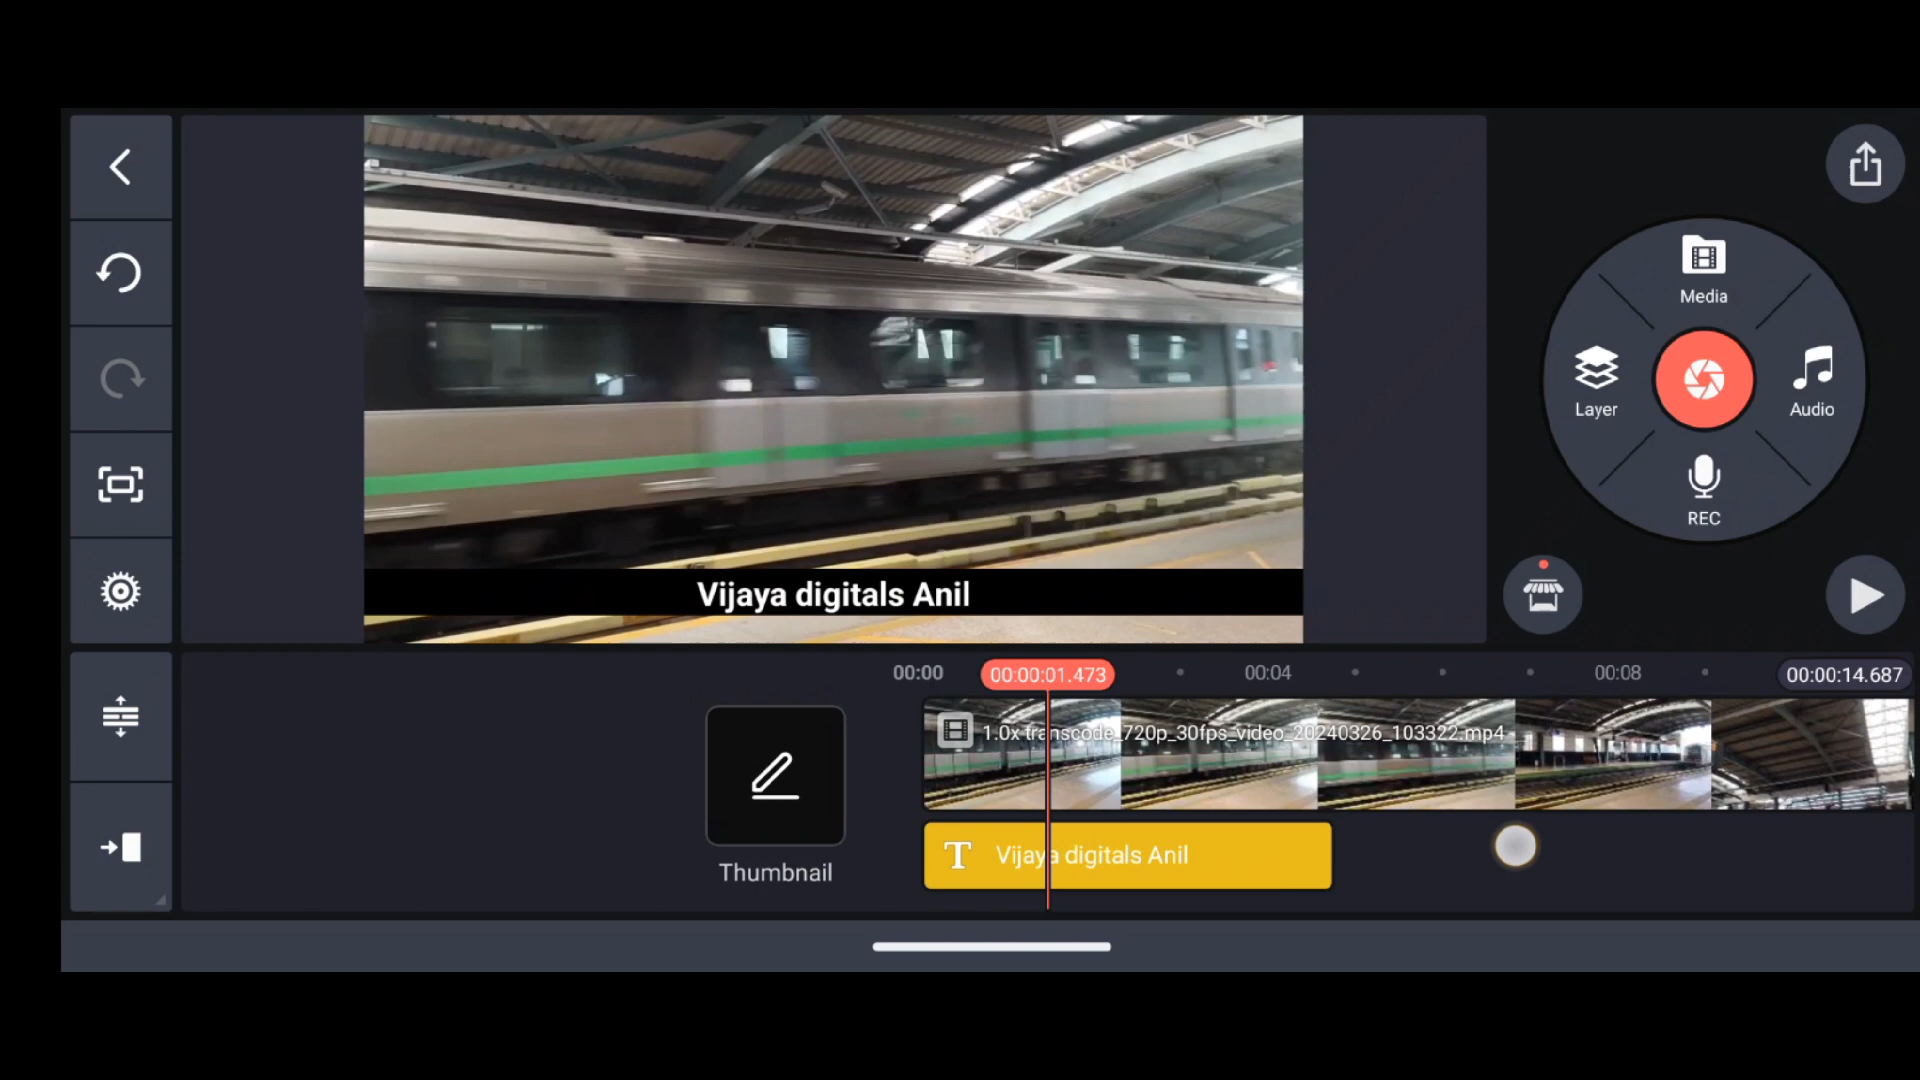 Media
Layer
Audio
REC
Vijaya digitals Anil
00:00
00:00:01.473
00:04
00:08
00:00:14.687
1.0x transcode_720p_30fps_video_20240326_103322.mp4
Thumbnail
T Vijaya digitals Anil